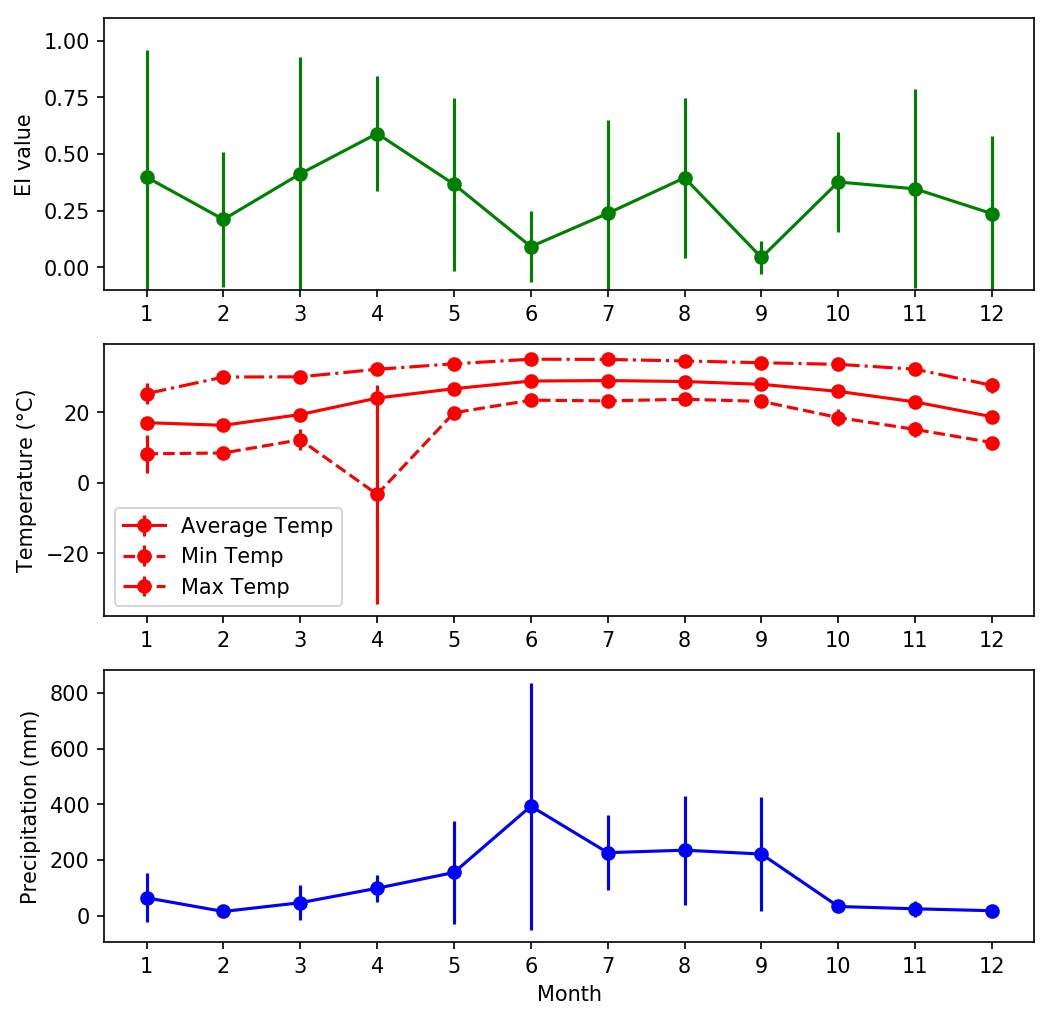 EI value
1.00
0.75
0.50
0.25
0.00
1 2 3 4 5 6 7 8 9 10 11 12
Temperature (°C)
20
0
−20
Average Temp
Min Temp
Max Temp
1 2 3 4 5 6 7 8 9 10 11 12
Precipitation (mm)
800
600
400
200
0
1 2 3 4 5 6 7 8 9 10 11 12
Month